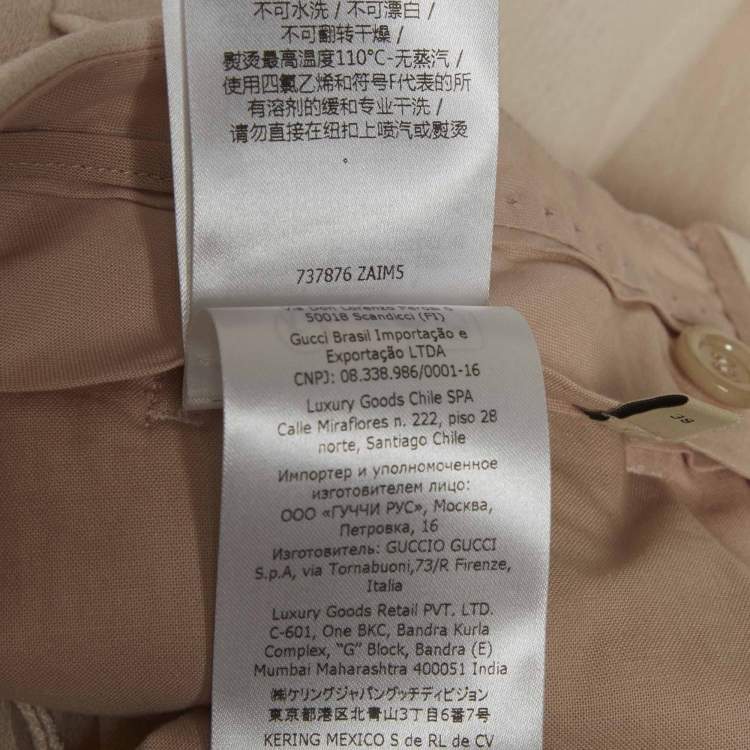 不可水洗 / 不可漂白 /
不可翻转干燥 /
熨烫最高温度110°C-无蒸汽 /
使用四氯乙烯和符号F代表的所
有溶剂的缓和专业干洗 /
请勿直接在纽扣上喷汽或熨烫
。
737876 ZAIM5
50018 Scandicci (FI)
Gucci Brasil Importação e
Exportação LTDA
CNPJ: 08.338.986/0001-16
Luxury Goods Chile SPA
Calle Miraflores n. 222, piso 28
norte, Santiago Chile
Импортер и уполномоченное
изготовителем лицо:
ООО «ГУЧЧИ РУС», Москва,
Петровка, 16
Изготовитель: GUCCIO GUCCI
S.p.A, via Tornabuoni,73/R Firenze,
Italia
Luxury Goods Retail PVT. LTD.
C-601, One BKC, Bandra Kurla
Complex, “G” Block, Bandra (E)
Mumbai Maharashtra 400051 India
㈱ケリングジャパングッチディビジョン
東京都港区北青山3丁目6番7号
KERING MEXICO S de RL de CV